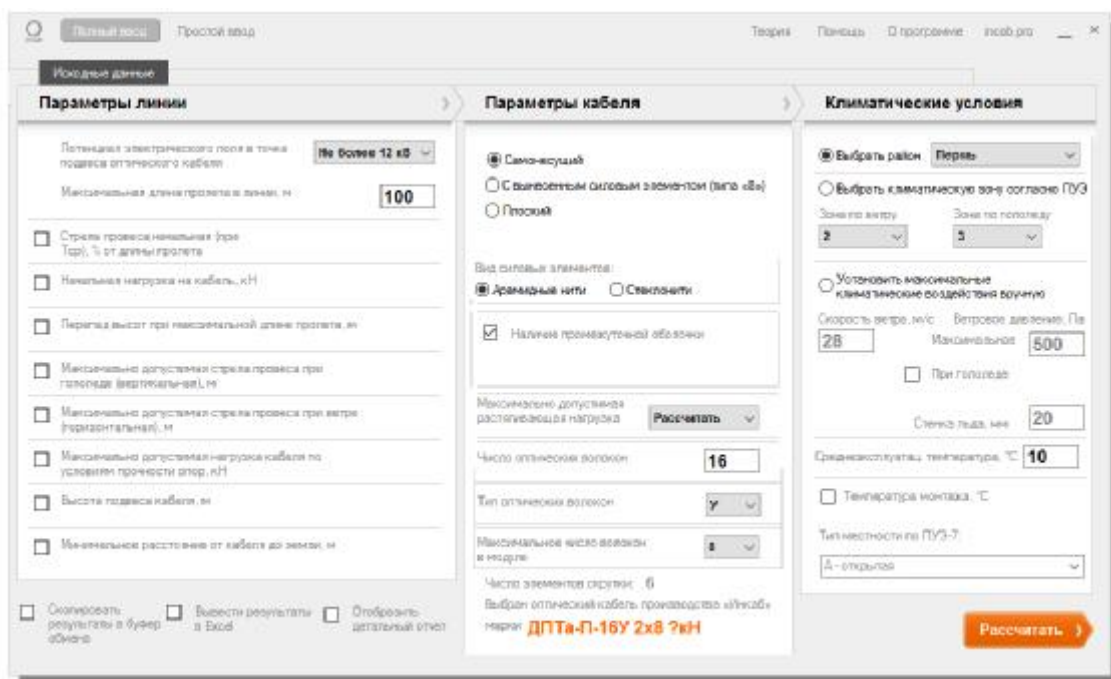 Полный ввод
Простой ввод
Теория
Помощь
О программе
incab.pro
Исходные данные
Параметры линии
Потенциал электрического поля в точке
подвеса оптического кабеля
Не более 12 кВ
Максимальная длина пролета в линии, м
100
Стрела провеса начальная (при
Тср), % от длины пролета
Начальная нагрузка на кабель, кН
Перепад высот при максимальной длине пролета, м
Максимально допустимая стрела провеса при
гололеде (вертикальная), м
Максимально допустимая стрела провеса при ветре
(горизонтальная), м
Максимально допустимая нагрузка кабеля по
условиям прочности опор, кН
Высота подвеса кабеля, м
Минимальное расстояние от кабеля до земли, м
Скопировать
результаты в буфер
обмена
Вывести результаты
в Excel
Отобразить
детальный отчет
Параметры кабеля
Самонесущий
С вынесенным силовым элементом (типа «8»)
Плоский
Вид силовых элементов:
Арамидные нити
Стеклонити
Наличие промежуточной оболочки
Максимально допустимая
растягивающая нагрузка
Рассчитать
Число оптических волокон
16
Тип оптических волокон
У
Максимальное число волокон
в модуле
8
Число элементов скрутки: 6
Выбран оптический кабель производства «Инкаб»
марки ДПТа-П-16У 2х8 ?кН
Климатические условия
Выбрать район
Пермь
Выбрать климатическую зону согласно ПУЭ
Зона по ветру
Зона по гололеду
2
3
Установить максимальные
климатические воздействия вручную
Скорость ветра, м/с
Ветровое давление, Па
28
Максимальное
500
При гололеде
Стенка льда, мм
20
Среднеэксплуатац. температура, °C
10
Температура монтажа, °C
Тип местности по ПУЭ-7:
А - открытая
Рассчитать